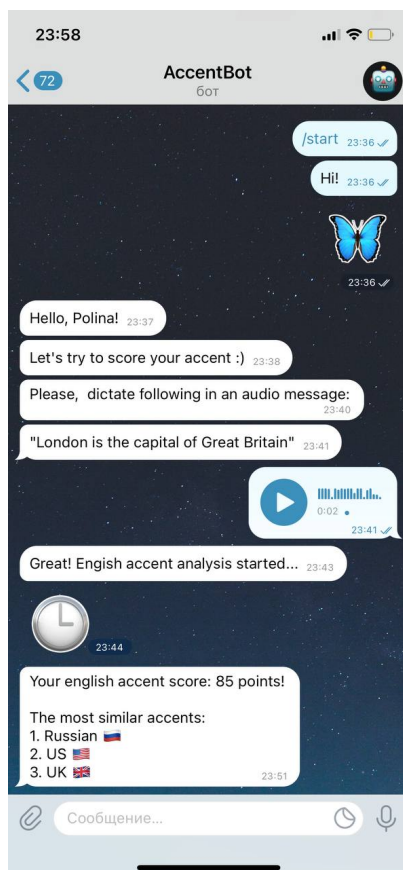 23:58
72
AccentBot
бот
/start 23:36
Hi! 23:36
23:36
Hello, Polina! 23:37
Let's try to score your accent :) 23:38
Please, dictate following in an audio message:
23:40
"London is the capital of Great Britain" 23:41
0:02
23:41
Great! Engish accent analysis started... 23:43
23:44
Your english accent score: 85 points!
The most similar accents:
1. Russian 🇷🇺
2. US 🇺🇸
3. UK 🇬🇧
23:51
Сообщение...